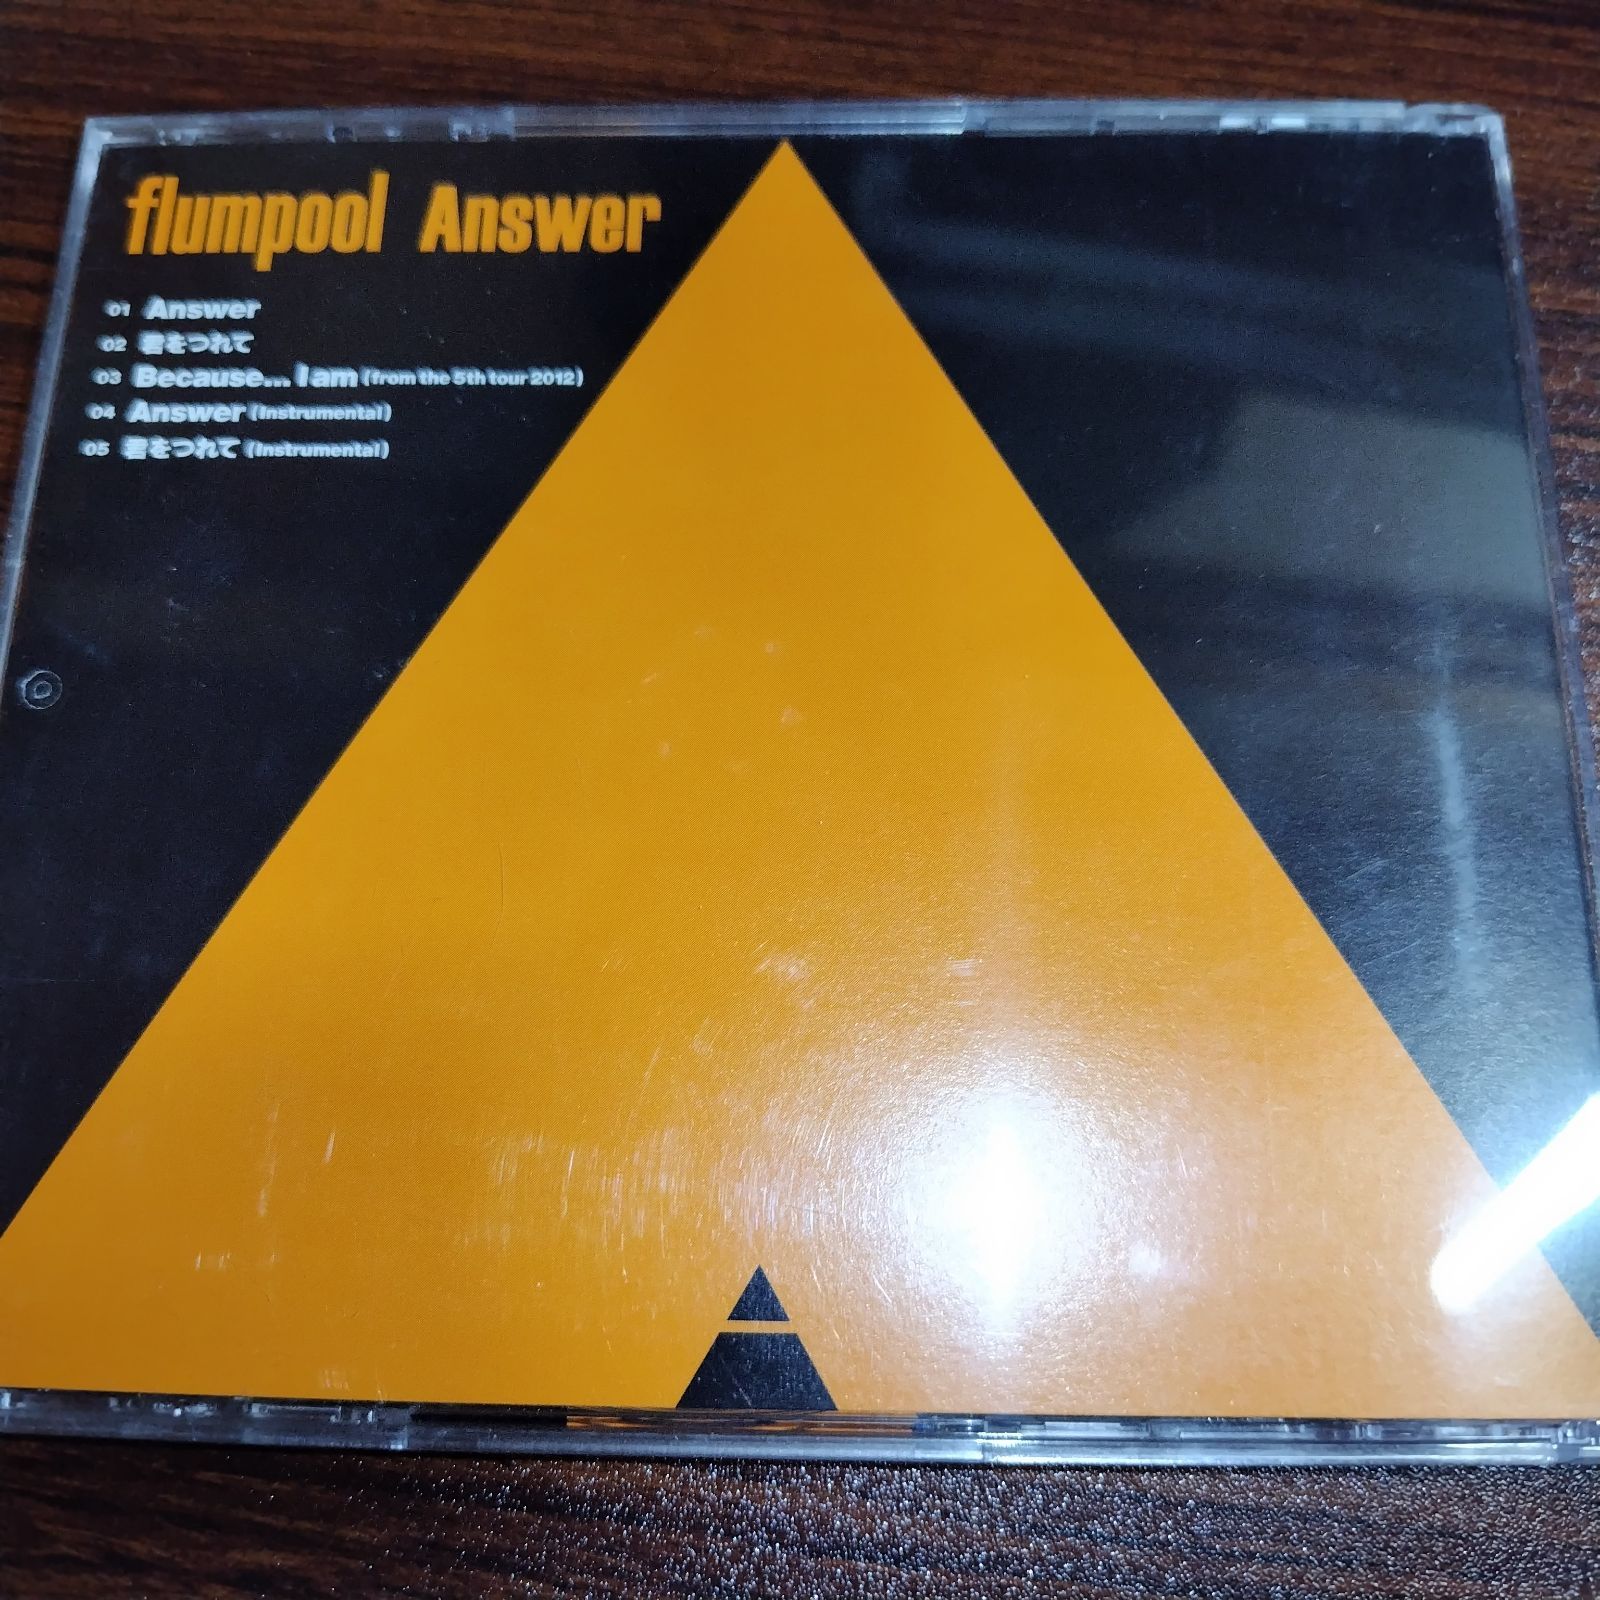 flumpool Answer
01 Answer
02 君をつれて
03 Because... I am (from the 5th tour 2012)
04 Answer (Instrumental)
05 君をつれて (Instrumental)